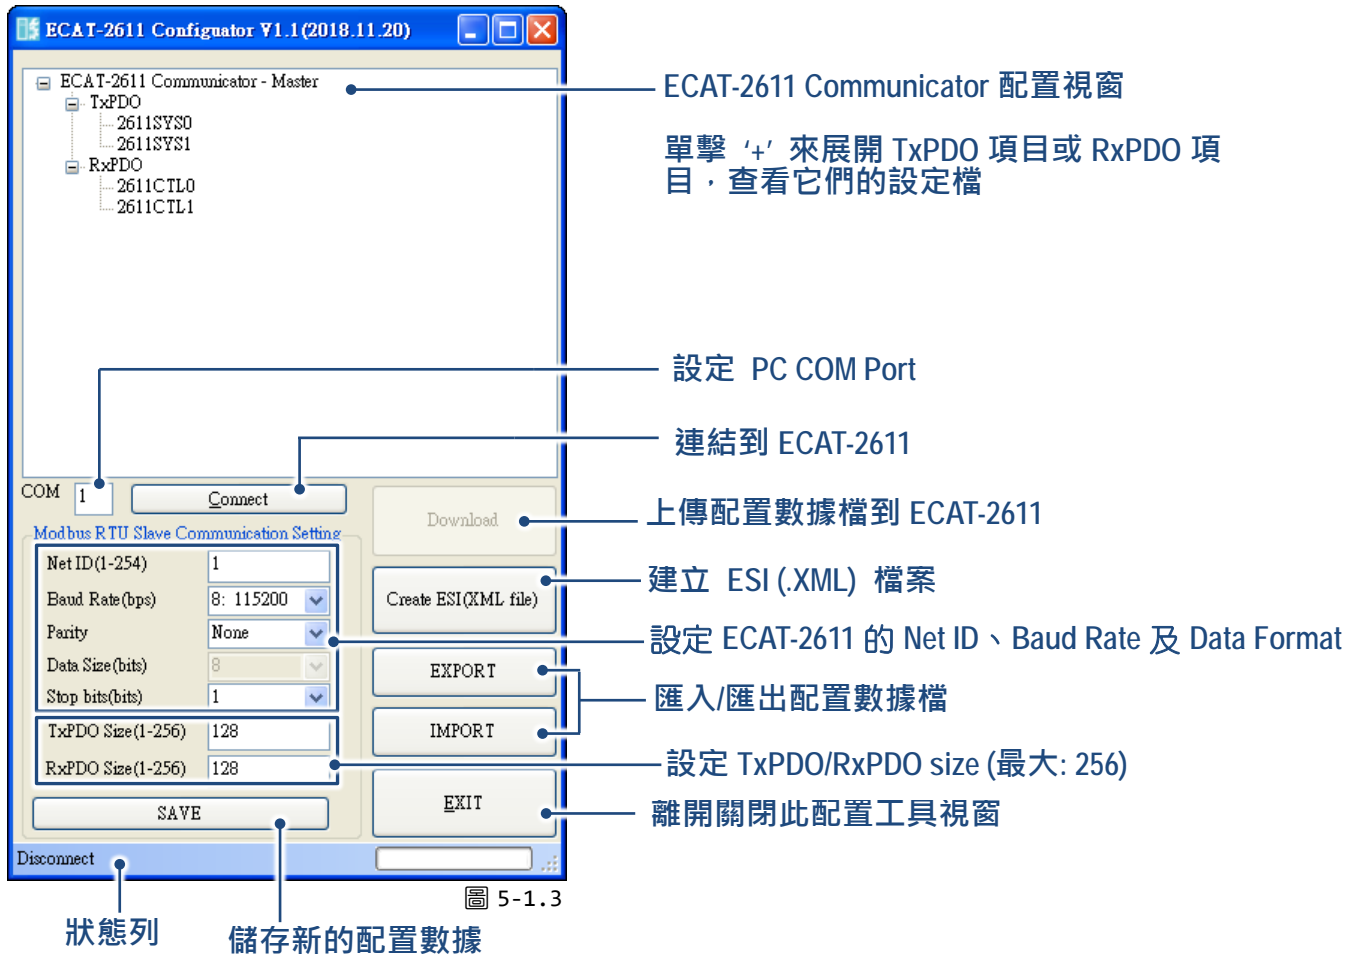 ECAT-2611 Configuator V1.1(2018.11.20)
ECAT-2611 Communicator - Master
TxPDO
2611SYS0
2611SYS1
RxPDO
2611CTL0
2611CTL1
ECAT-2611 Communicator 配置視窗
單擊 ‘+’ 來展開 TxPDO 項目或 RxPDO 項
目，查看它們的設定檔
設定 PC COM Port
連結到 ECAT-2611
COM 1 Connect
Download
上傳配置數據檔到 ECAT-2611
Modbus RTU Slave Communication Setting
Net ID(1-254) 1
Baud Rate(bps) 8: 115200
Parity None
Data Size(bits) 8
Stop bits(bits) 1
TxPDO Size(1-256) 128
RxPDO Size(1-256) 128
SAVE
Create ESI(XML file)
EXPORT
IMPORT
EXIT
建立 ESI (.XML) 檔案
設定 ECAT-2611 的 Net ID、Baud Rate 及 Data Format
匯入/匯出配置數據檔
設定 TxPDO/RxPDO size (最大: 256)
離開關閉此配置工具視窗
Disconnect
圖 5-1.3
狀態列
儲存新的配置數據